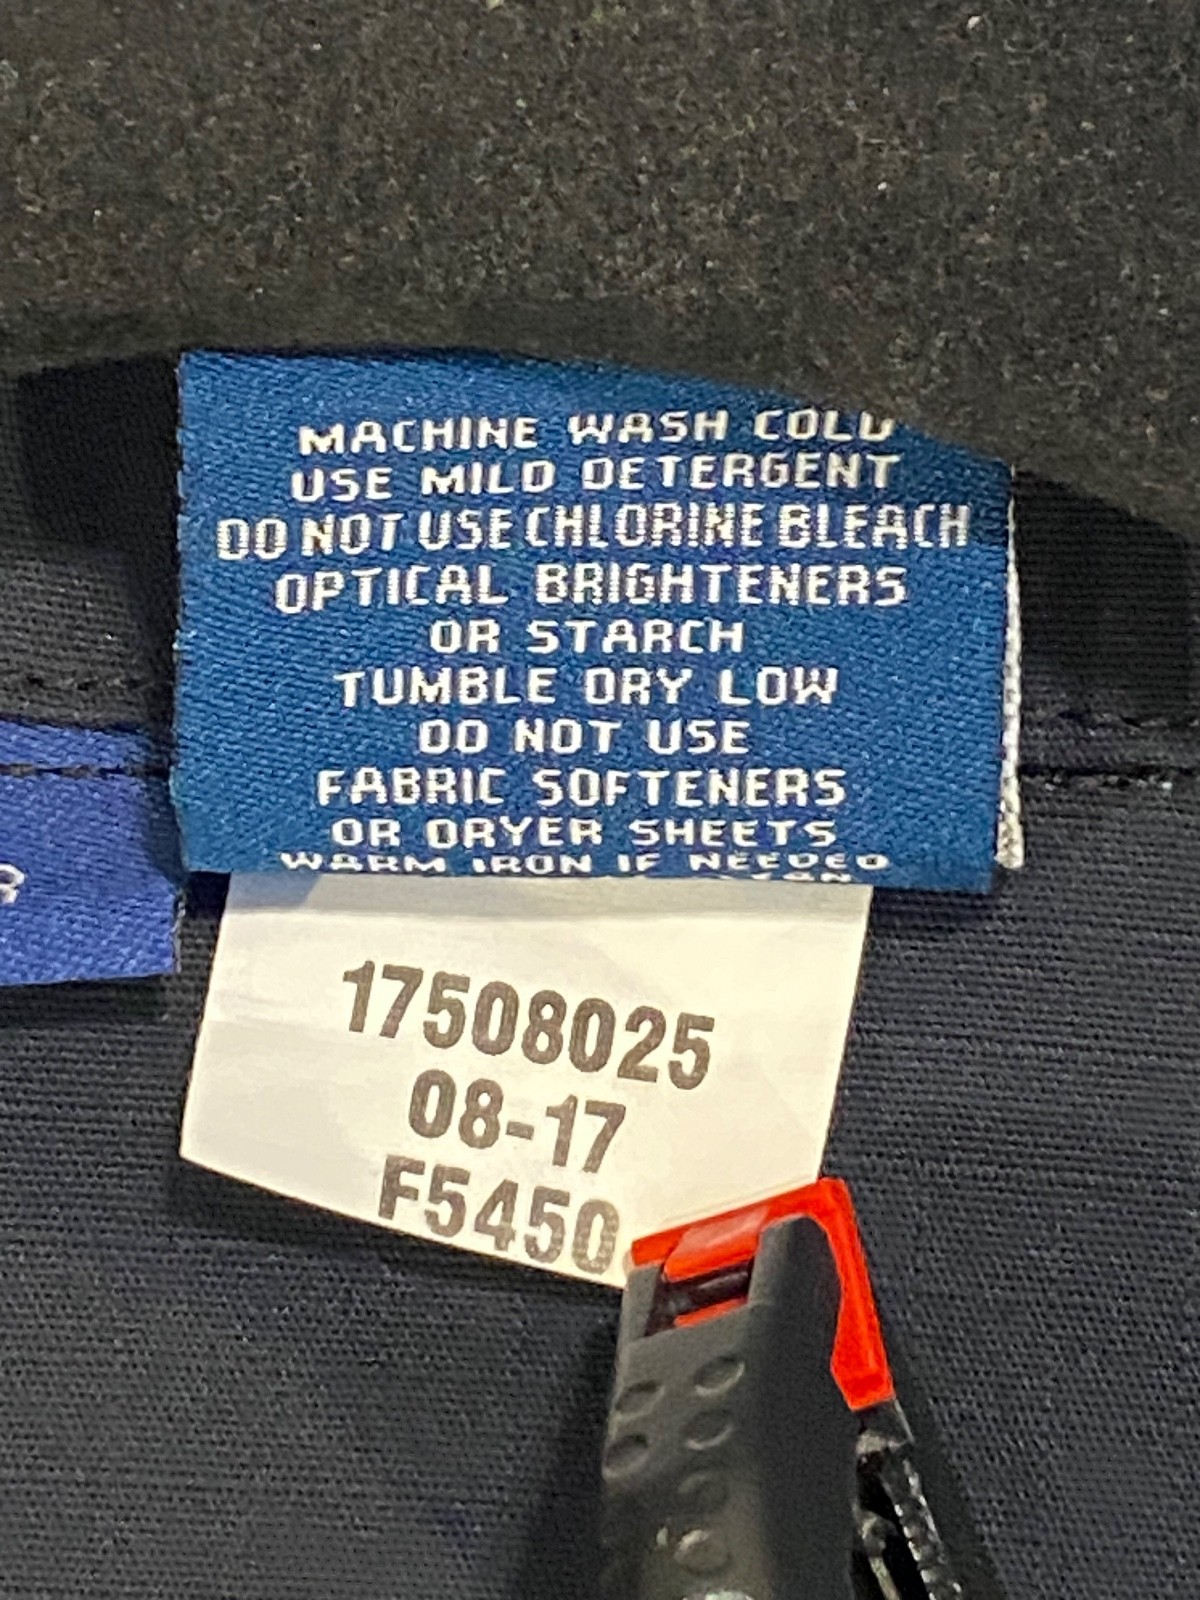 MACHINE WASH COLD
USE MILD DETERGENT
DO NOT USE CHLORINE BLEACH
OPTICAL BRIGHTENERS
OR STARCH
TUMBLE DRY LOW
DO NOT USE
FABRIC SOFTENERS
OR DRYER SHEETS
WARM IRON IF NEEDED
17508025
08-17
F5450